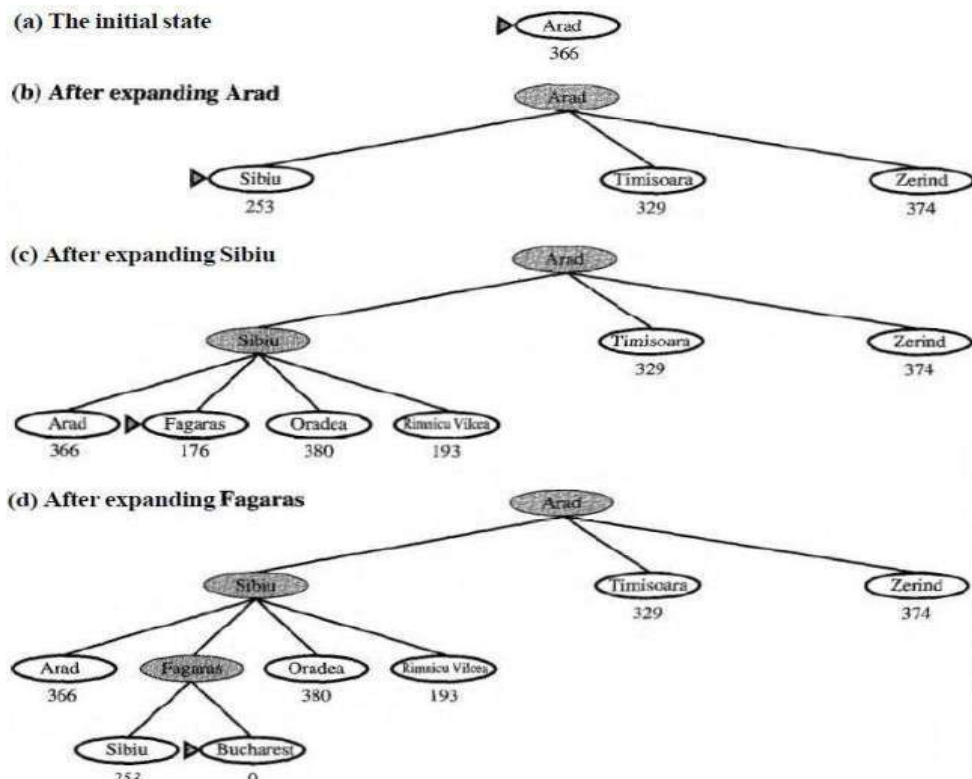 (a) The initial state
Arad
366
(b) After expanding Arad
Arad
Sibiu Timisoara Zerind
253 329 374
(c) After expanding Sibiu
Arad
Sibiu Timisoara Zerind
329 374
Arad Fagaras Oradea Rimnicu Vilcea
366 176 380 193
(d) After expanding Fagaras
Arad
Sibiu Timisoara Zerind
329 374
Arad Fagaras Oradea Rimnicu Vilcea
366 380 193
Sibiu Bucharest
253 0